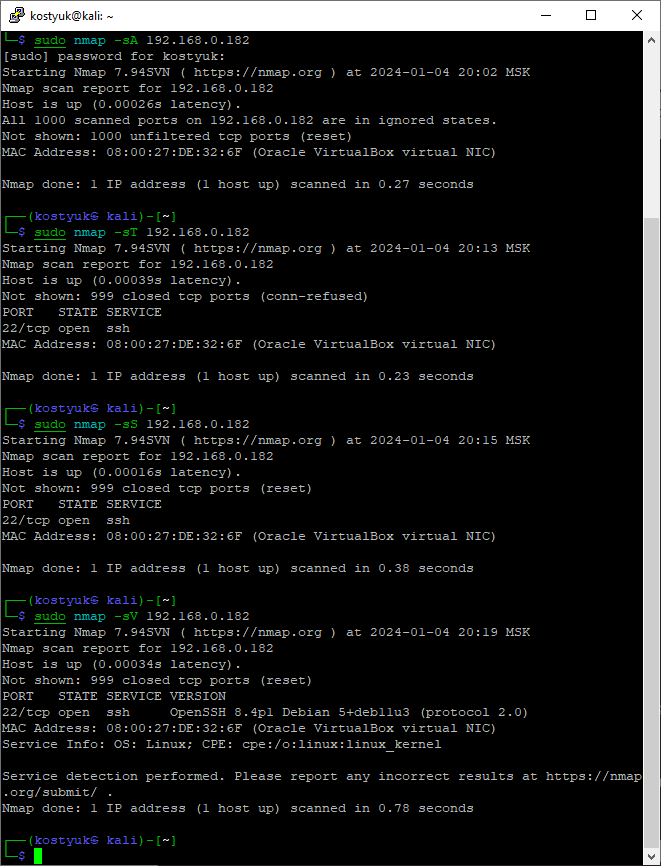 kostyuk@kali: ~
└─$ sudo nmap -sA 192.168.0.182
[sudo] password for kostyuk:
Starting Nmap 7.94SVN ( https://nmap.org ) at 2024-01-04 20:02 MSK
Nmap scan report for 192.168.0.182
Host is up (0.00026s latency).
All 1000 scanned ports on 192.168.0.182 are in ignored states.
Not shown: 1000 unfiltered tcp ports (reset)
MAC Address: 08:00:27:DE:32:6F (Oracle VirtualBox virtual NIC)

Nmap done: 1 IP address (1 host up) scanned in 0.27 seconds

┌──(kostyuk㉿kali)-[~]
└─$ sudo nmap -sT 192.168.0.182
Starting Nmap 7.94SVN ( https://nmap.org ) at 2024-01-04 20:13 MSK
Nmap scan report for 192.168.0.182
Host is up (0.00039s latency).
Not shown: 999 closed tcp ports (conn-refused)
PORT   STATE SERVICE
22/tcp open  ssh
MAC Address: 08:00:27:DE:32:6F (Oracle VirtualBox virtual NIC)

Nmap done: 1 IP address (1 host up) scanned in 0.23 seconds

┌──(kostyuk㉿kali)-[~]
└─$ sudo nmap -sS 192.168.0.182
Starting Nmap 7.94SVN ( https://nmap.org ) at 2024-01-04 20:15 MSK
Nmap scan report for 192.168.0.182
Host is up (0.00016s latency).
Not shown: 999 closed tcp ports (reset)
PORT   STATE SERVICE
22/tcp open  ssh
MAC Address: 08:00:27:DE:32:6F (Oracle VirtualBox virtual NIC)

Nmap done: 1 IP address (1 host up) scanned in 0.38 seconds

┌──(kostyuk㉿kali)-[~]
└─$ sudo nmap -sV 192.168.0.182
Starting Nmap 7.94SVN ( https://nmap.org ) at 2024-01-04 20:19 MSK
Nmap scan report for 192.168.0.182
Host is up (0.00034s latency).
Not shown: 999 closed tcp ports (reset)
PORT   STATE SERVICE VERSION
22/tcp open  ssh     OpenSSH 8.4p1 Debian 5+deb11u3 (protocol 2.0)
MAC Address: 08:00:27:DE:32:6F (Oracle VirtualBox virtual NIC)
Service Info: OS: Linux; CPE: cpe:/o:linux:linux_kernel

Service detection performed. Please report any incorrect results at https://nmap
.org/submit/ .
Nmap done: 1 IP address (1 host up) scanned in 0.78 seconds

┌──(kostyuk㉿kali)-[~]
└─$